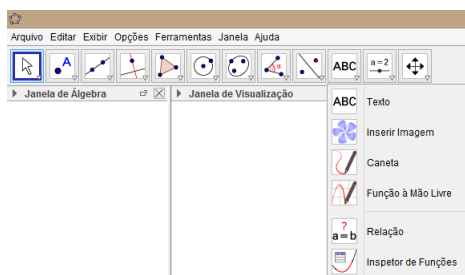 Arquivo Editar Exibir Opções Ferramentas Janela Ajuda
A
α
ABC
a=2
Janela de Álgebra
Janela de Visualização
ABC Texto
Inserir Imagem
Caneta
Função à Mão Livre
?
a=b Relação
Inspetor de Funções